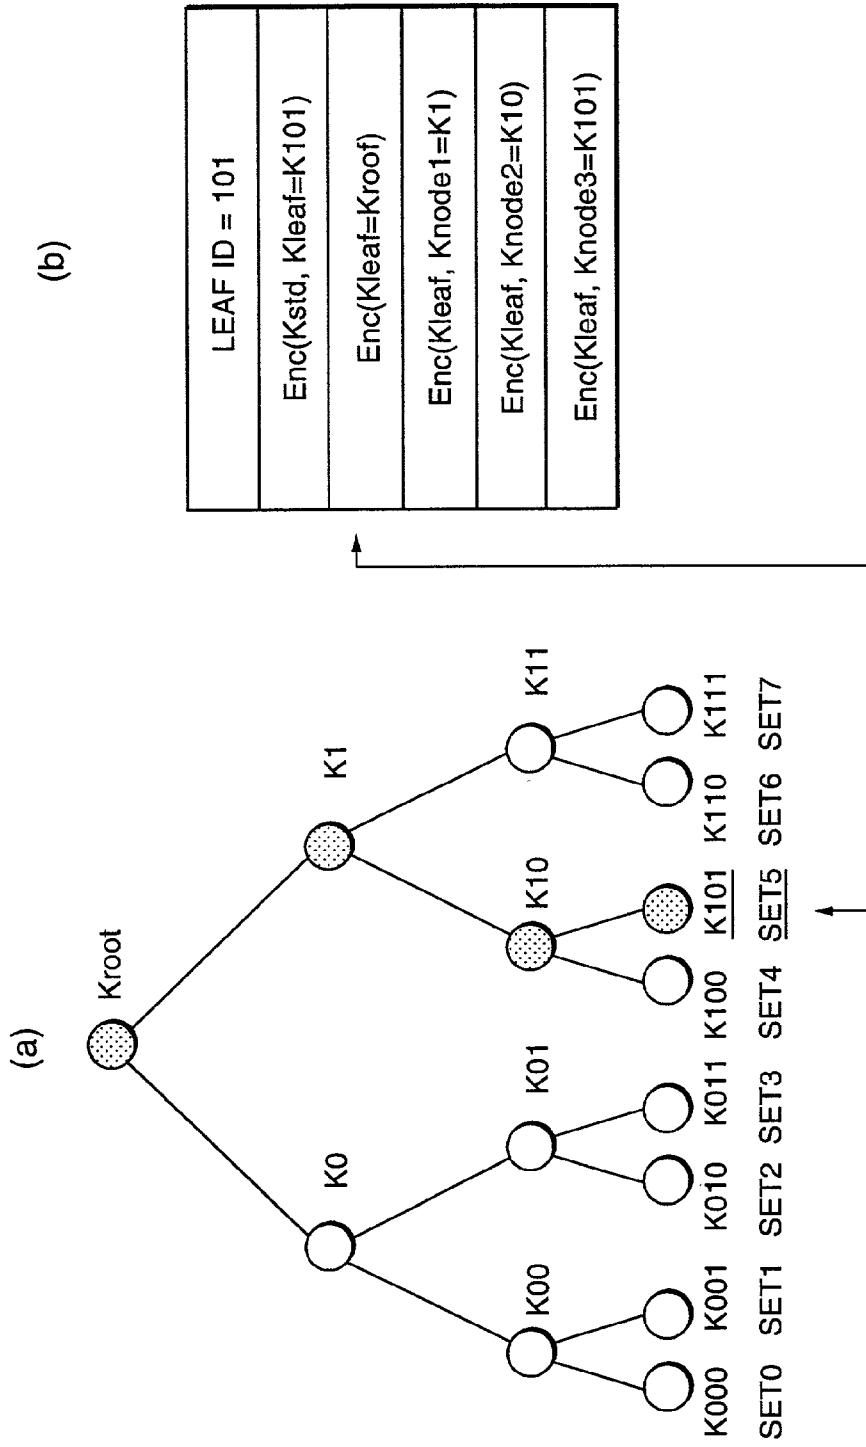 (a)
Kroot
K0
K1
K00
K01
K10
K11
K000 K001 K010 K011 K100 K101 K110 K111
SET0 SET1 SET2 SET3 SET4 SET5 SET6 SET7
(b)
LEAF ID = 101
Enc(Kstd, Kleaf=K101)
Enc(Kleaf=Kroof)
Enc(Kleaf, Knode1=K1)
Enc(Kleaf, Knode2=K10)
Enc(Kleaf, Knode3=K101)